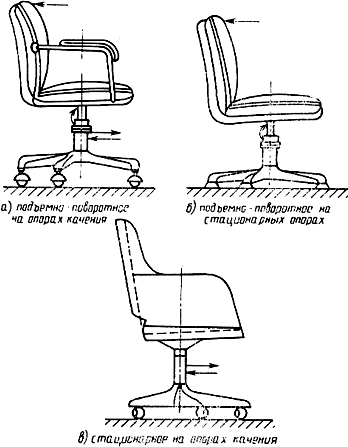 а) подъемно-поворотное
на опорах качения
б) подъемно-поворотное на
стационарных опорах
в) стационарное на опорах качения